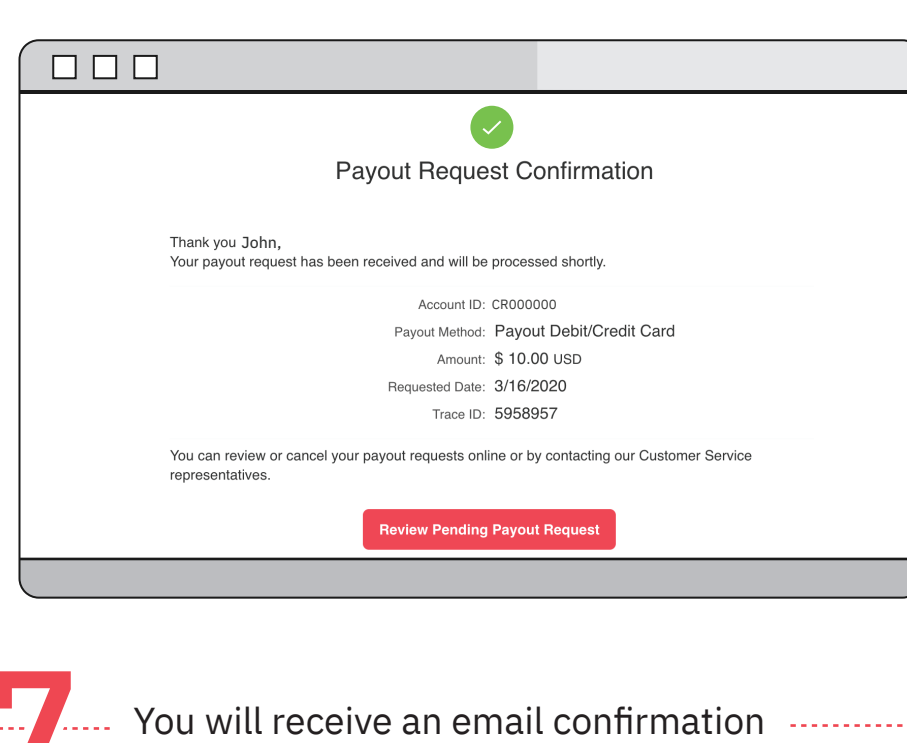 Payout Request Confirmation
Thank you John,
Your payout request has been received and will be processed shortly.
Account ID: CR000000
Payout Method: Payout Debit/Credit Card
Amount: $ 10.00 USD
Requested Date: 3/16/2020
Trace ID: 5958957
You can review or cancel your payout requests online or by contacting our Customer Service
representatives.
Review Pending Payout Request
7 You will receive an email confirmation